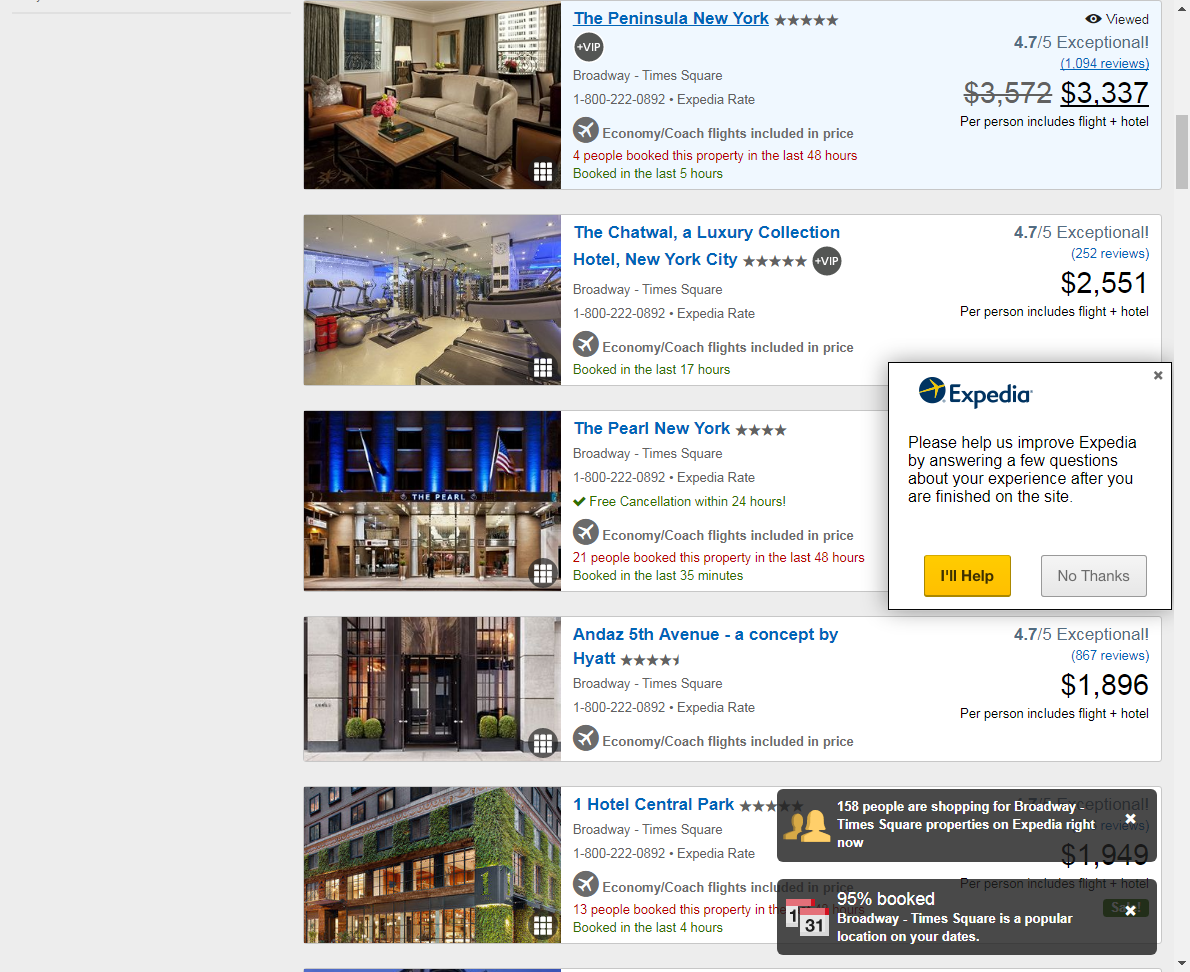 The Peninsula New York
Viewed
+VIP
4.7/5 Exceptional!
(1,094 reviews)
Broadway - Times Square
$3,572 $3,337
1-800-222-0892 • Expedia Rate
Per person includes flight + hotel
Economy/Coach flights included in price
4 people booked this property in the last 48 hours
Booked in the last 5 hours
The Chatwal, a Luxury Collection
Hotel, New York City +VIP
4.7/5 Exceptional!
(252 reviews)
$2,551
Broadway - Times Square
1-800-222-0892 • Expedia Rate
Per person includes flight + hotel
Economy/Coach flights included in price
Booked in the last 17 hours
THE PEARL
The Pearl New York
Broadway - Times Square
1-800-222-0892 • Expedia Rate
Free Cancellation within 24 hours!
Economy/Coach flights included in price
21 people booked this property in the last 48 hours
Booked in the last 35 minutes
Expedia
Please help us improve Expedia
by answering a few questions
about your experience after you
are finished on the site.
I'll Help
No Thanks
Andaz 5th Avenue - a concept by
Hyatt
4.7/5 Exceptional!
(867 reviews)
$1,896
Broadway - Times Square
1-800-222-0892 • Expedia Rate
Per person includes flight + hotel
Economy/Coach flights included in price
1 Hotel Central Park
Exceptional!
Broadway - Times Square
reviews)
1-800-222-0892 • Expedia Rate
$1,949
Per person includes flight + hotel
Economy/Coach flights included in price
13 people booked this property in the last 48 hours
Booked in the last 4 hours
158 people are shopping for Broadway -
Times Square properties on Expedia right
now
1
31
95% booked
Broadway - Times Square is a popular
location on your dates.